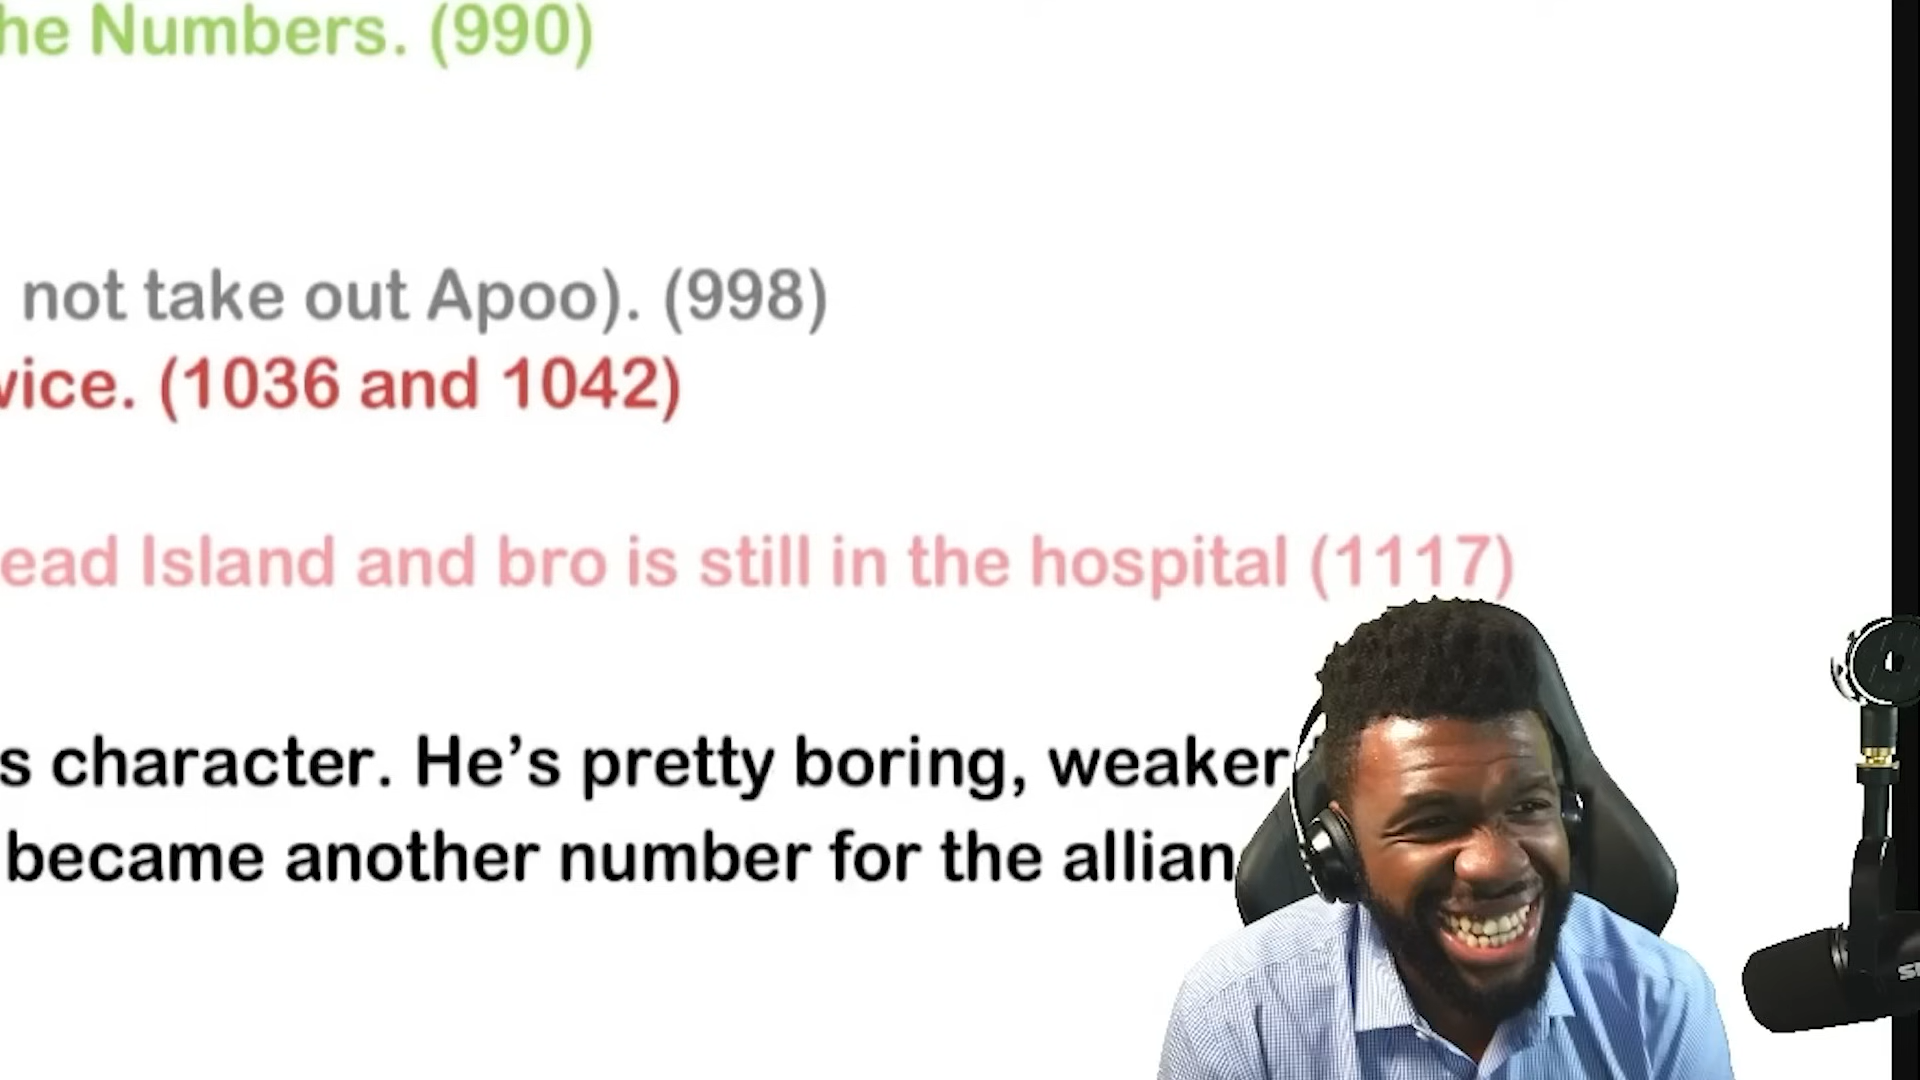 he Numbers. (990)
not take out Apoo). (998)
vice. (1036 and 1042)
ead Island and bro is still in the hospital (1117)
s character. He’s pretty boring, weaker
became another number for the allian